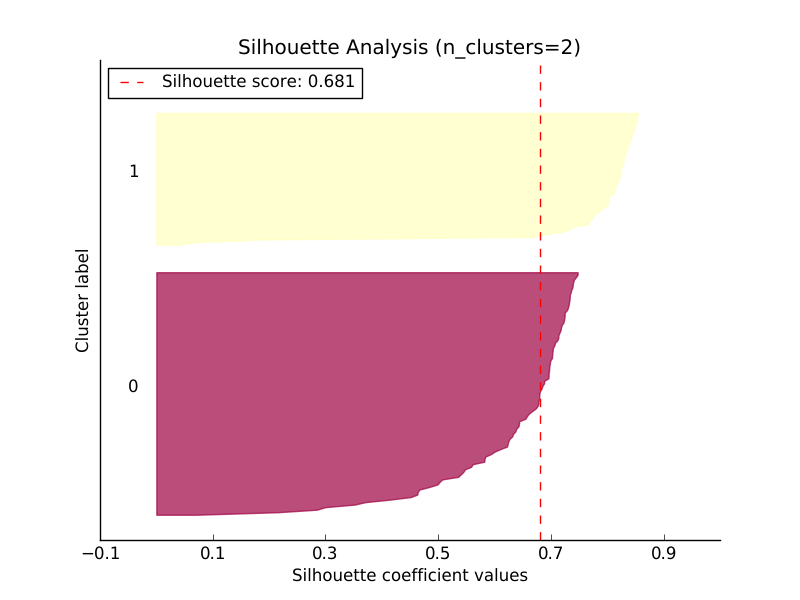 Silhouette Analysis (n_clusters=2)
Silhouette score: 0.681
1
0
Cluster label
−0.1
0.1
0.3
0.5
0.7
0.9
Silhouette coefficient values